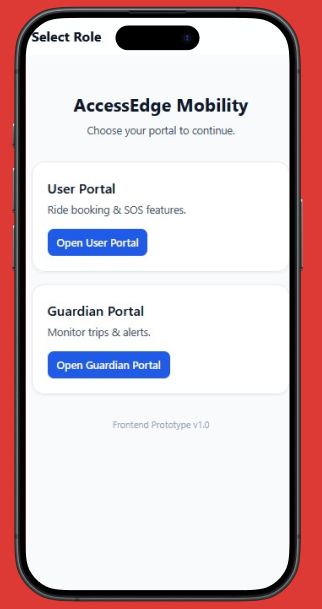 Select Role
AccessEdge Mobility
Choose your portal to continue.
User Portal
Ride booking & SOS features.
Open User Portal
Guardian Portal
Monitor trips & alerts.
Open Guardian Portal
Frontend Prototype v1.0